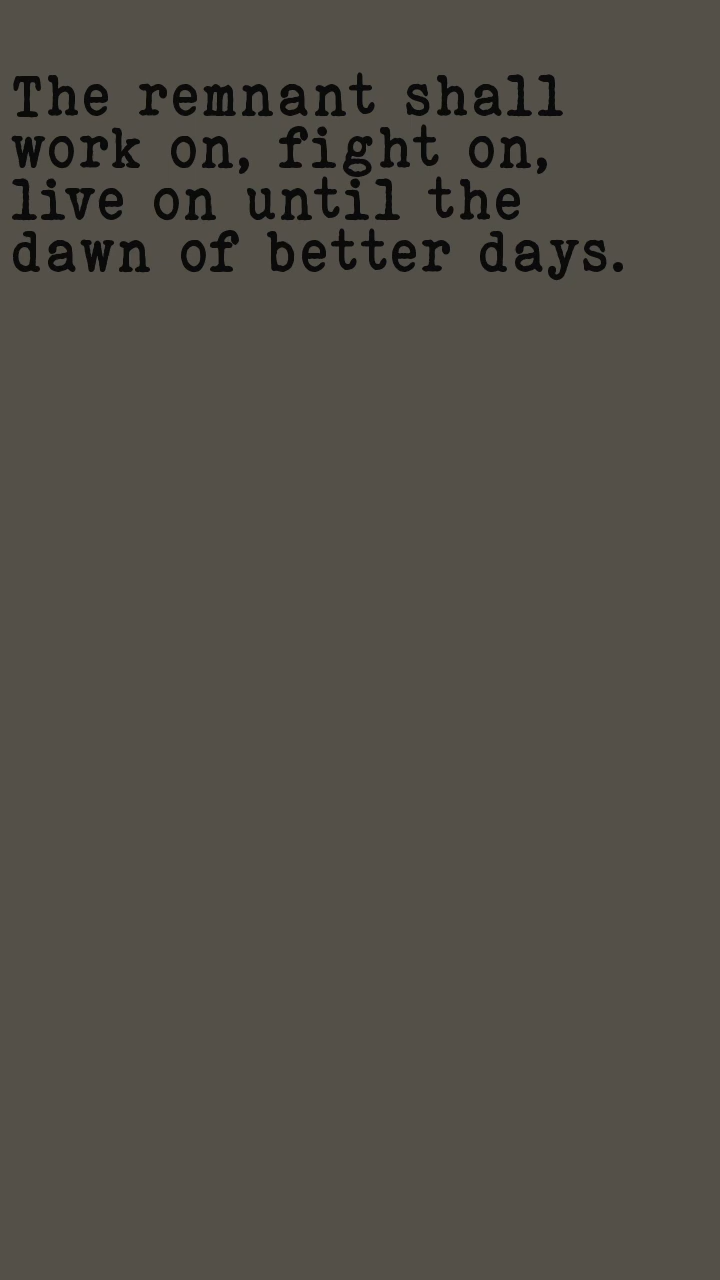 The remnant shall
work on, fight on,
live on until the
dawn of better days.